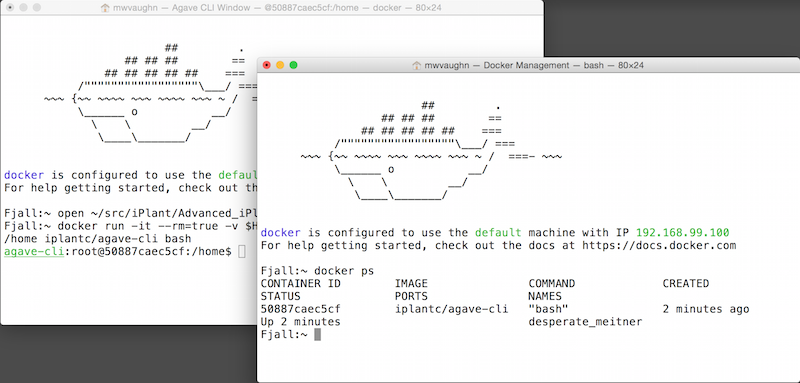 mwvaughn — Agave CLI Window — @50887caec5cf:/home — docker — 80×24
## .
## ## ## ==
## ## ## ## ## ===
/"""""""""""""""""\___/ ===
~~~ {~~ ~~~~ ~~~ ~~~~ ~~~ ~ /
\______ o __/
\ \ __/
\____\_______/
docker is configured to use the
For help getting started, check out
Fjall:~ open ~/src/iPlant/Advanced_iPl
Fjall:~ docker run -it --rm=true -v $H
/home iplantc/agave-cli bash
agave-cli:root@50887caec5cf:/home$
mwvaughn — Docker Management — bash — 80×24
## .
## ## ## ==
## ## ## ## ## ===
/"""""""""""""""""\___/ ===
~~~ {~~ ~~~~ ~~~ ~~~~ ~~~ ~ / ===- ~~~
\______ o __/
\ \ __/
\____\_______/
docker is configured to use the default machine with IP 192.168.99.100
For help getting started, check out the docs at https://docs.docker.com
Fjall:~ docker ps
CONTAINER ID IMAGE COMMAND CREATED
STATUS PORTS NAMES
50887caec5cf iplantc/agave-cli "bash" 2 minutes ago
Up 2 minutes desperate_meitner
Fjall:~